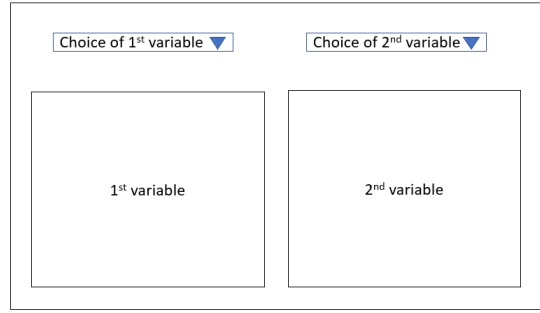 Choice of 1st variable
Choice of 2nd variable
1st variable
2nd variable